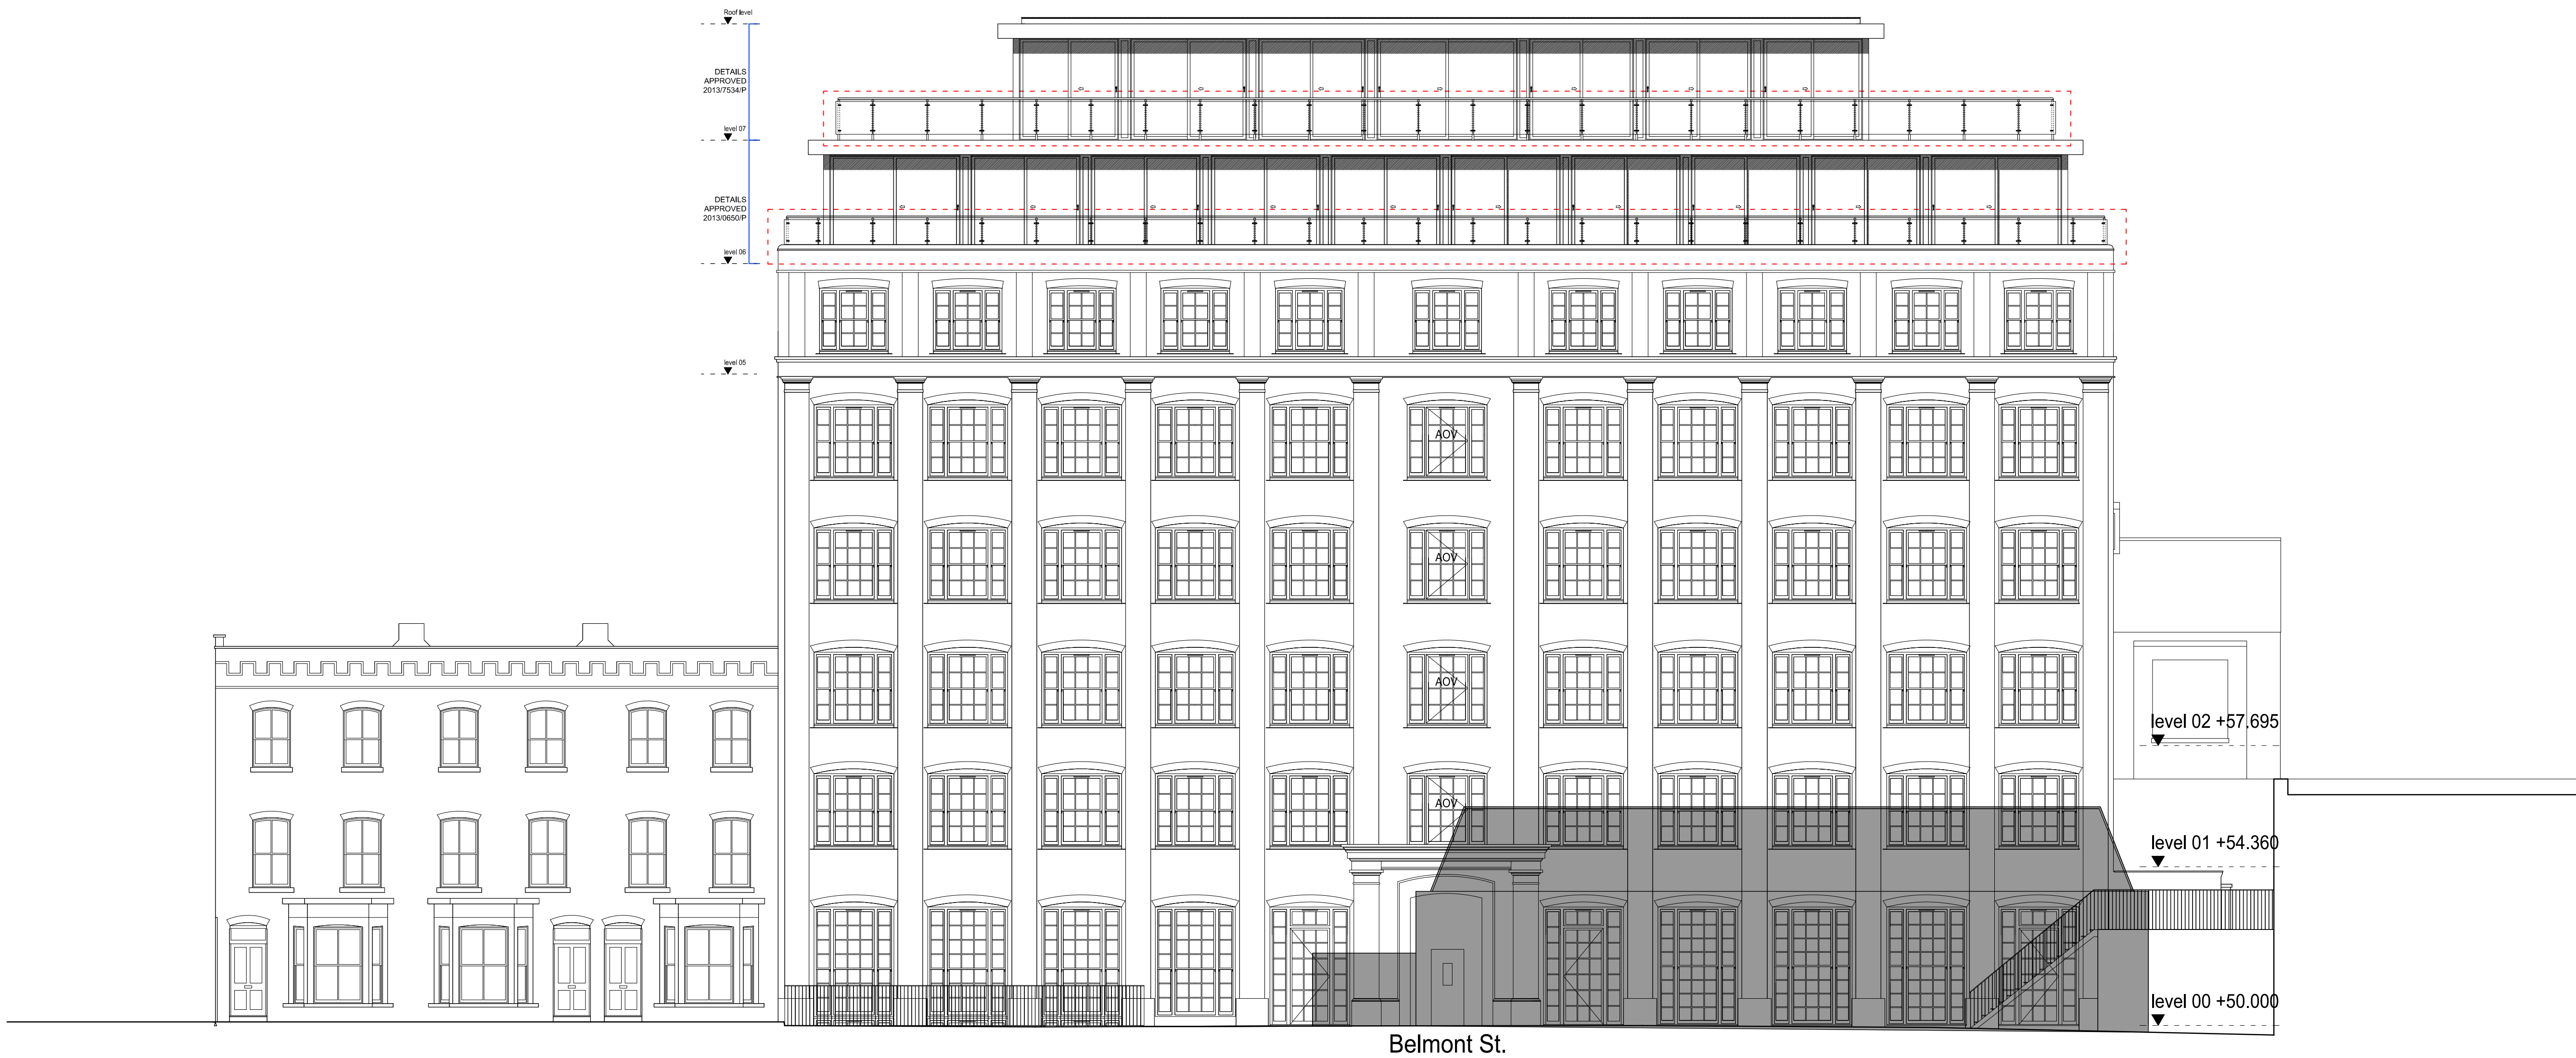 Roof level
DETAILS
APPROVED
2013/7534/P
level 07
DETAILS
APPROVED
2013/0650/P
level 06
level 05
AOV
AOV
AOV
level 02 +57.695
AOV
level 01 +54.360
level 00 +50.000
Belmont St.